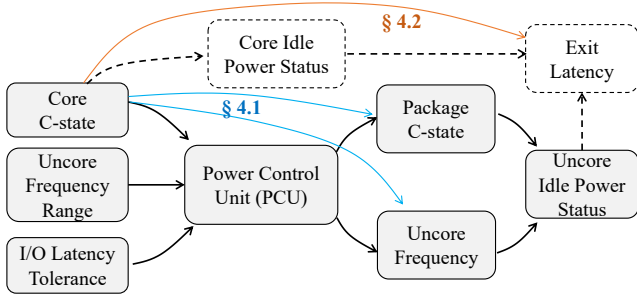 § 4.2
Core Idle
Power Status
Exit
Latency
Core
C-state
§ 4.1
Package
C-state
Uncore
Frequency
Range
Power Control
Unit (PCU)
Uncore
Idle Power
Status
I/O Latency
Tolerance
Uncore
Frequency